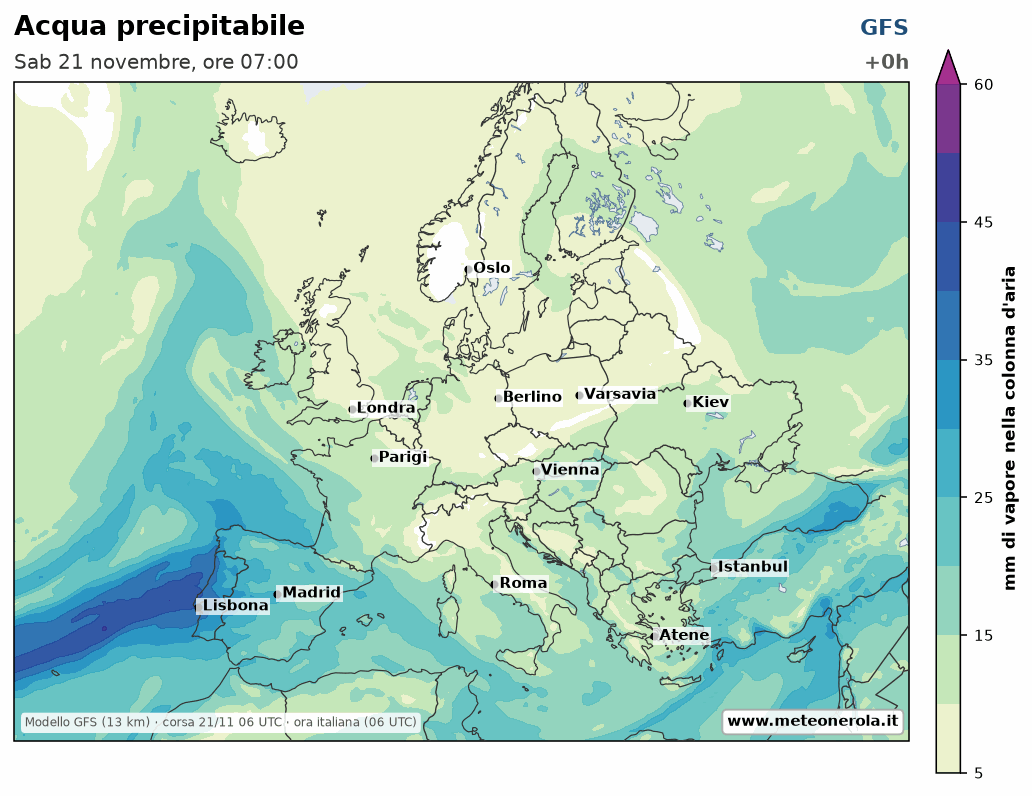 Acqua precipitabile
GFS
Sab 21 novembre, ore 07:00
+0h
60
45
35
25
15
5
mm di vapore nella colonna d'aria
Oslo
Londra
Berlino
Varsavia
Kiev
Parigi
Vienna
Istanbul
Roma
Madrid
Lisbona
Atene
Modello GFS (13 km) · corsa 21/11 06 UTC · ora italiana (06 UTC)
www.meteonerola.it